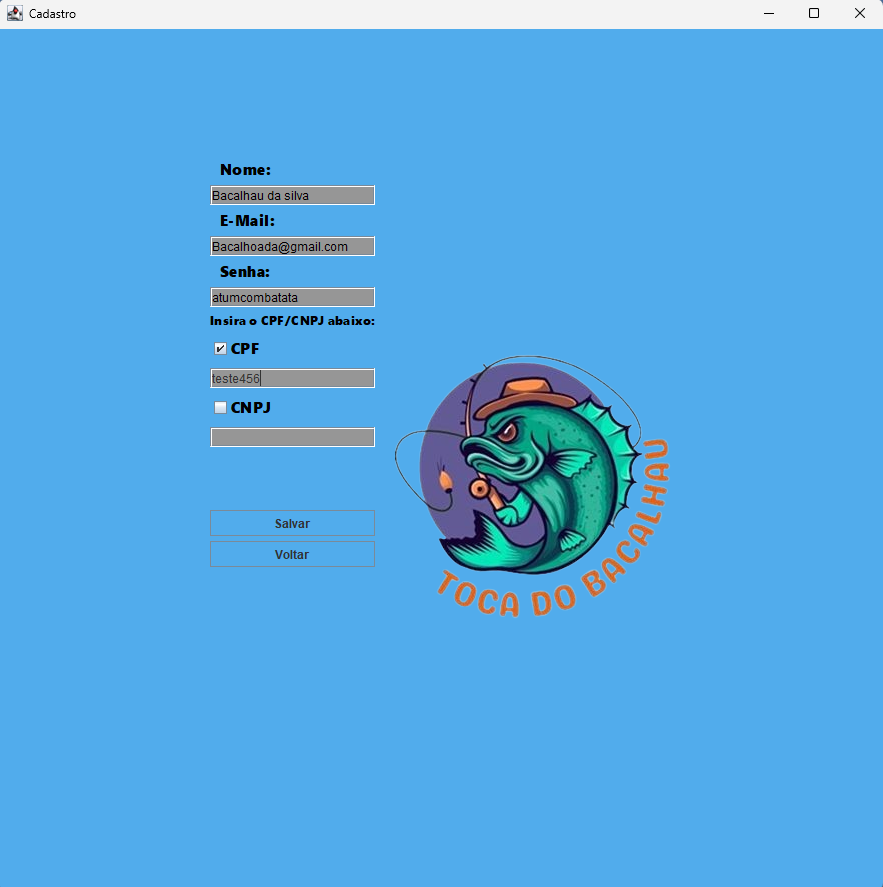 Cadastro
Nome:
Bacalhau da silva
E-Mail:
Bacalhoada@gmail.com
Senha:
atumcombatata
Insira o CPF/CNPJ abaixo:
CPF
teste456
CNPJ
Salvar
Voltar
TOCA DO BACALHAU